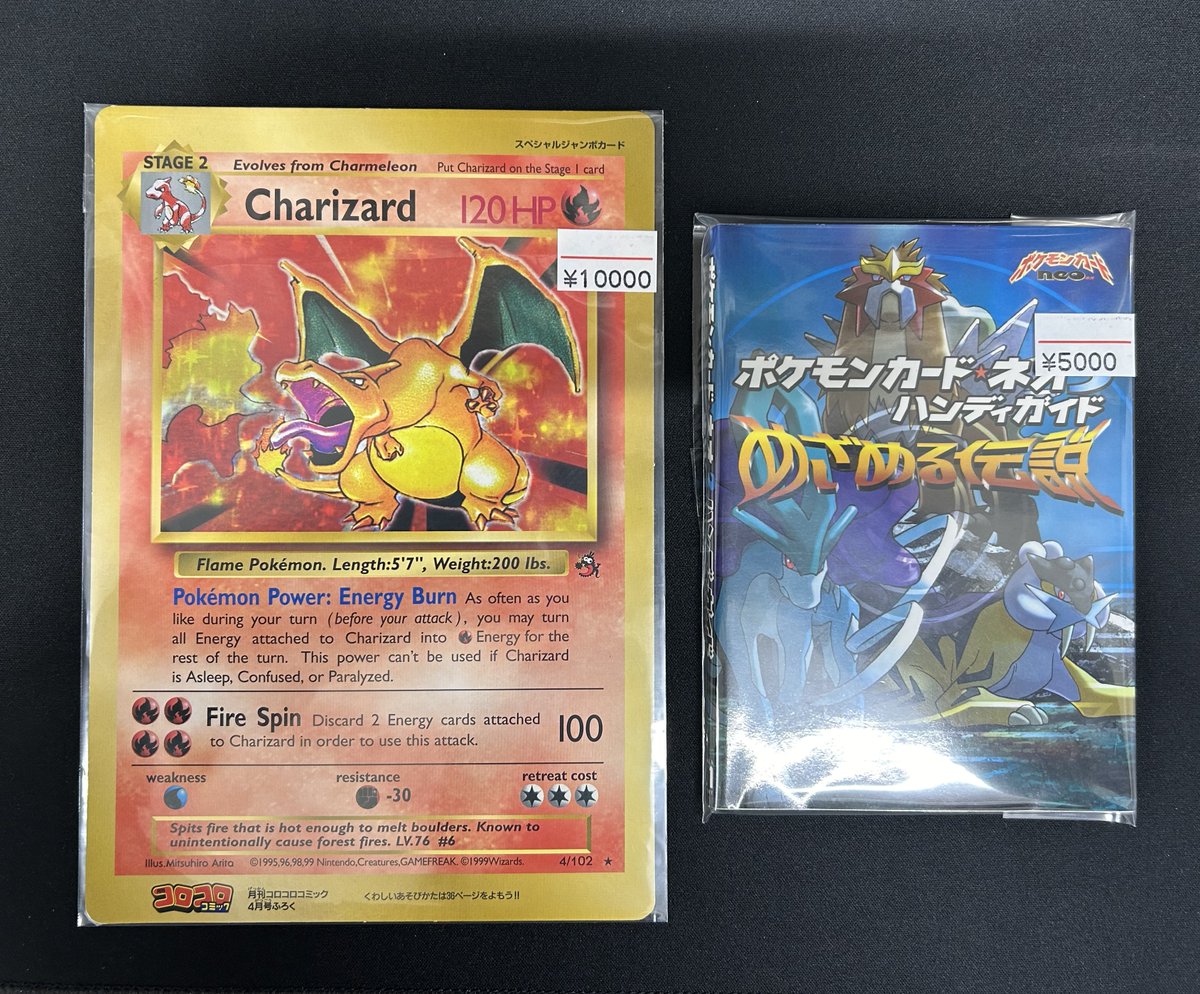 スペシャルジャンボカード
STAGE 2 Evolves from Charmeleon Put Charizard on the Stage 1 card
Charizard 120 HP
¥10000
Flame Pokémon. Length:5'7", Weight:200 lbs.
Pokémon Power: Energy Burn As often as you
like during your turn (before your attack), you may turn
all Energy attached to Charizard into Energy for the
rest of the turn. This power can't be used if Charizard
is Asleep, Confused, or Paralyzed.
Fire Spin Discard 2 Energy cards attached
to Charizard in order to use this attack.
100
weakness resistance retreat cost
-30
Spits fire that is hot enough to melt boulders. Known to
unintentionally cause forest fires. LV.76 #6
Illus.Mitsuhiro Arita ©1995,96,98,99 Nintendo,Creatures,GAMEFREAK. ©1999Wizards. 4/102 ★
コロコロ
コミック
月刊コロコロコミック
4月号ふろく
くわしいあそびかたは36ページをよもう!!
ポケモンカード
neo
¥5000
ポケモンカード★ネオ
ハンディガイド
めざめる伝説